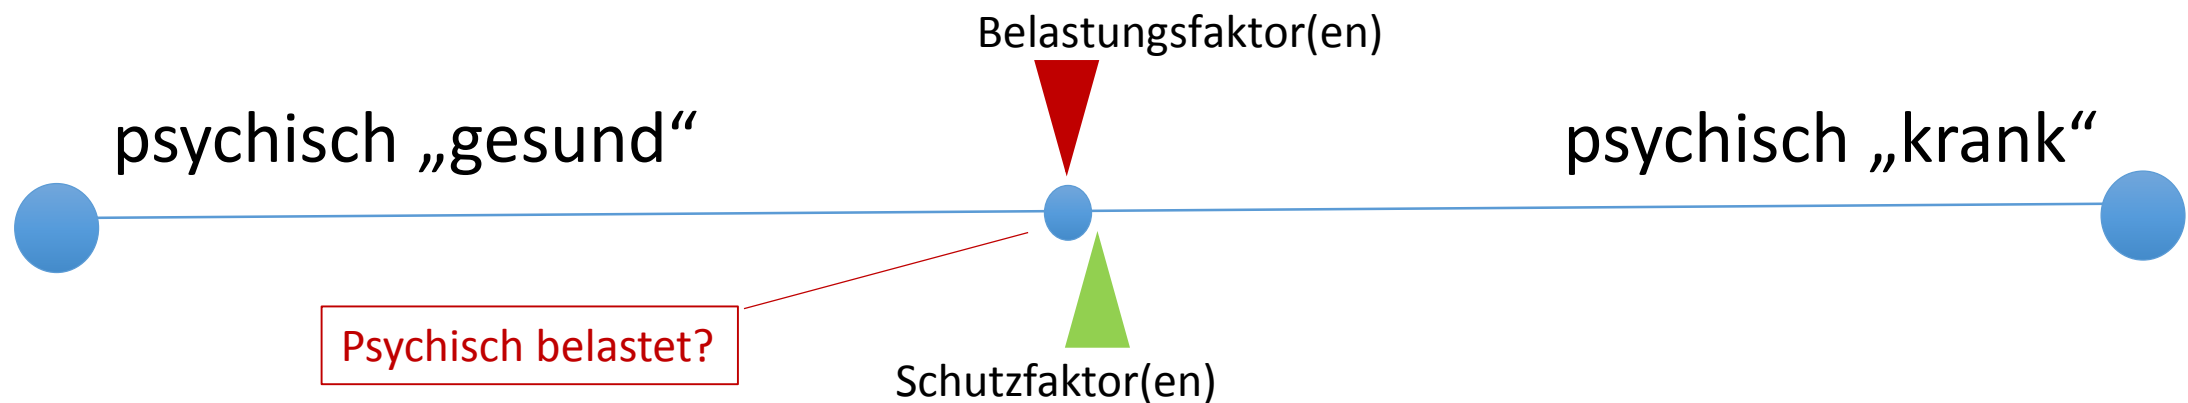 Belastungsfaktor(en)
psychisch „gesund“
psychisch „krank“
Psychisch belastet?
Schutzfaktor(en)